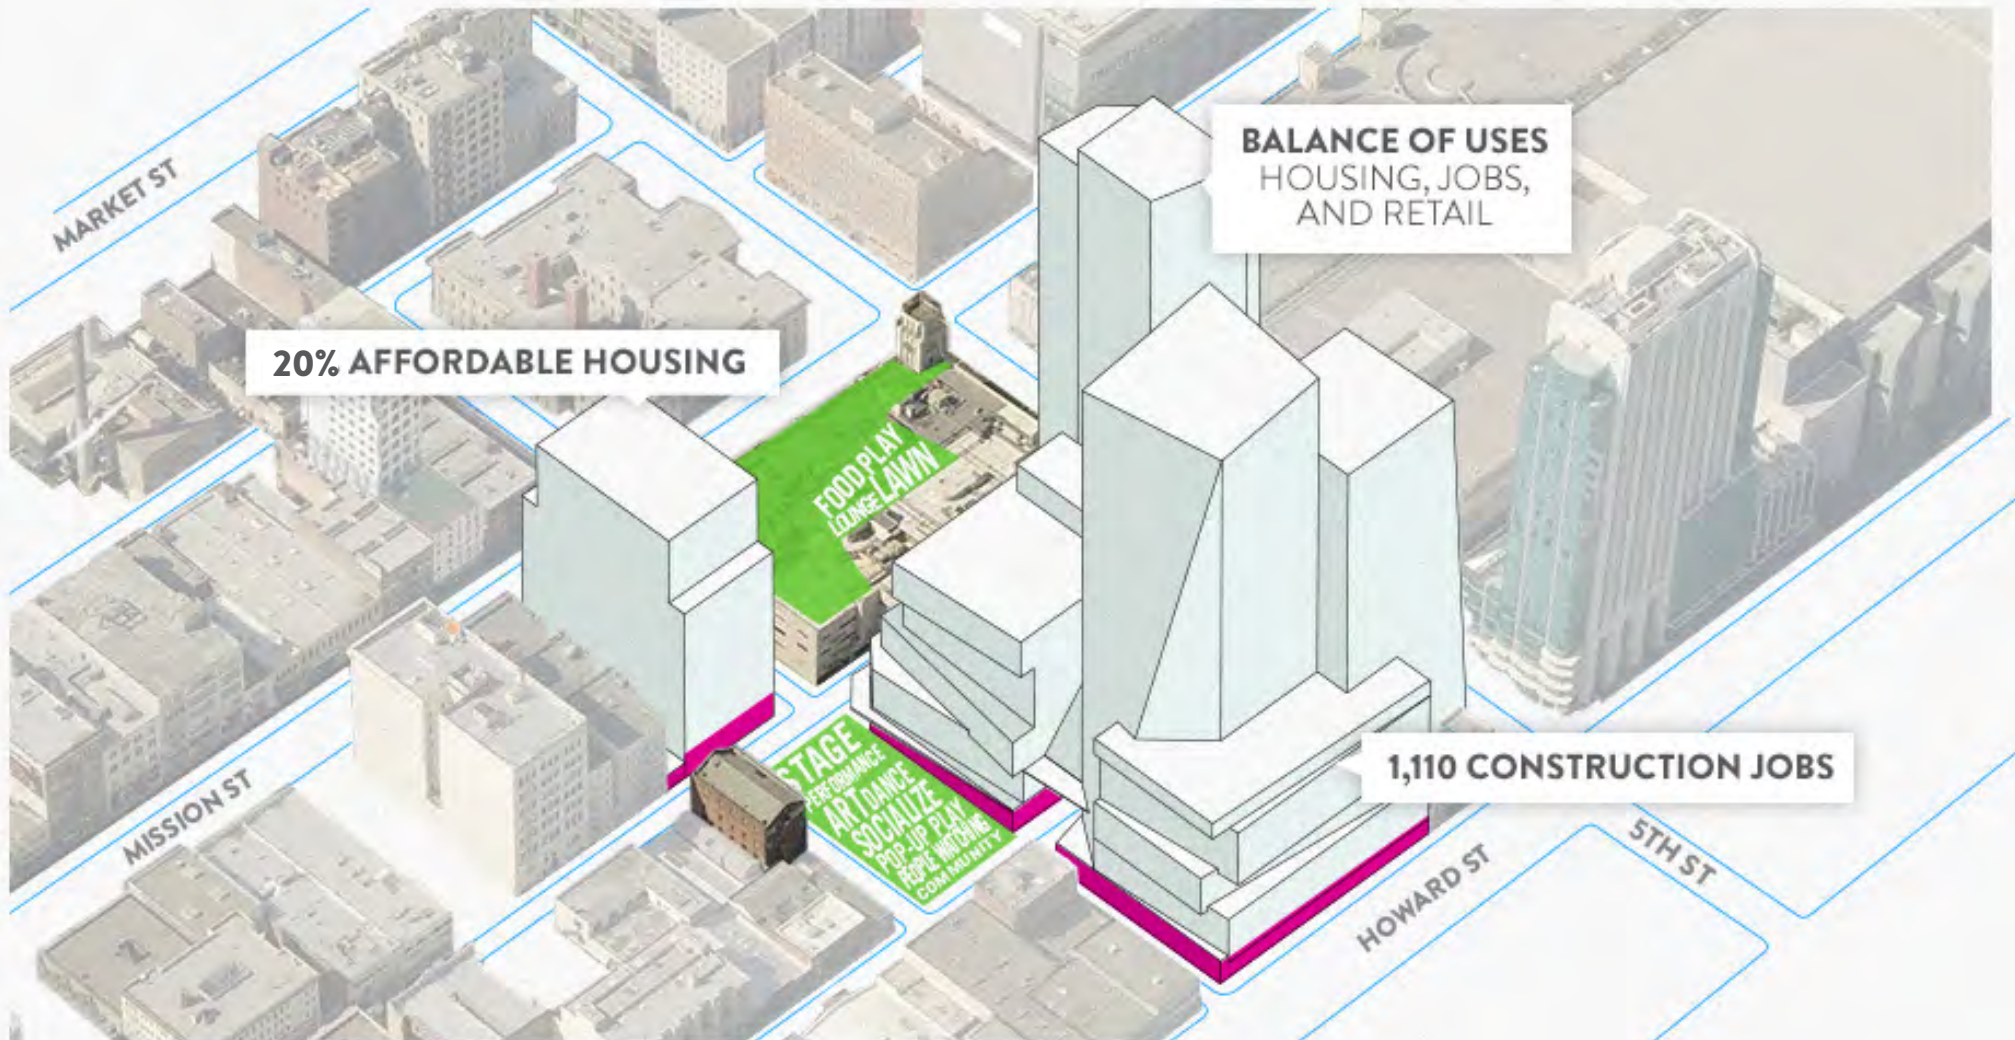 MARKET ST
BALANCE OF USES
HOUSING, JOBS,
AND RETAIL
20% AFFORDABLE HOUSING
FOOD PLAY
LOUNGE LAWN
STAGE
PERFORMANCE
ART DANCE
SOCIALIZE
POP-UP PLAY
PEOPLE WATCHING
COMMUNITY
1,110 CONSTRUCTION JOBS
MISSION ST
HOWARD ST
5TH ST